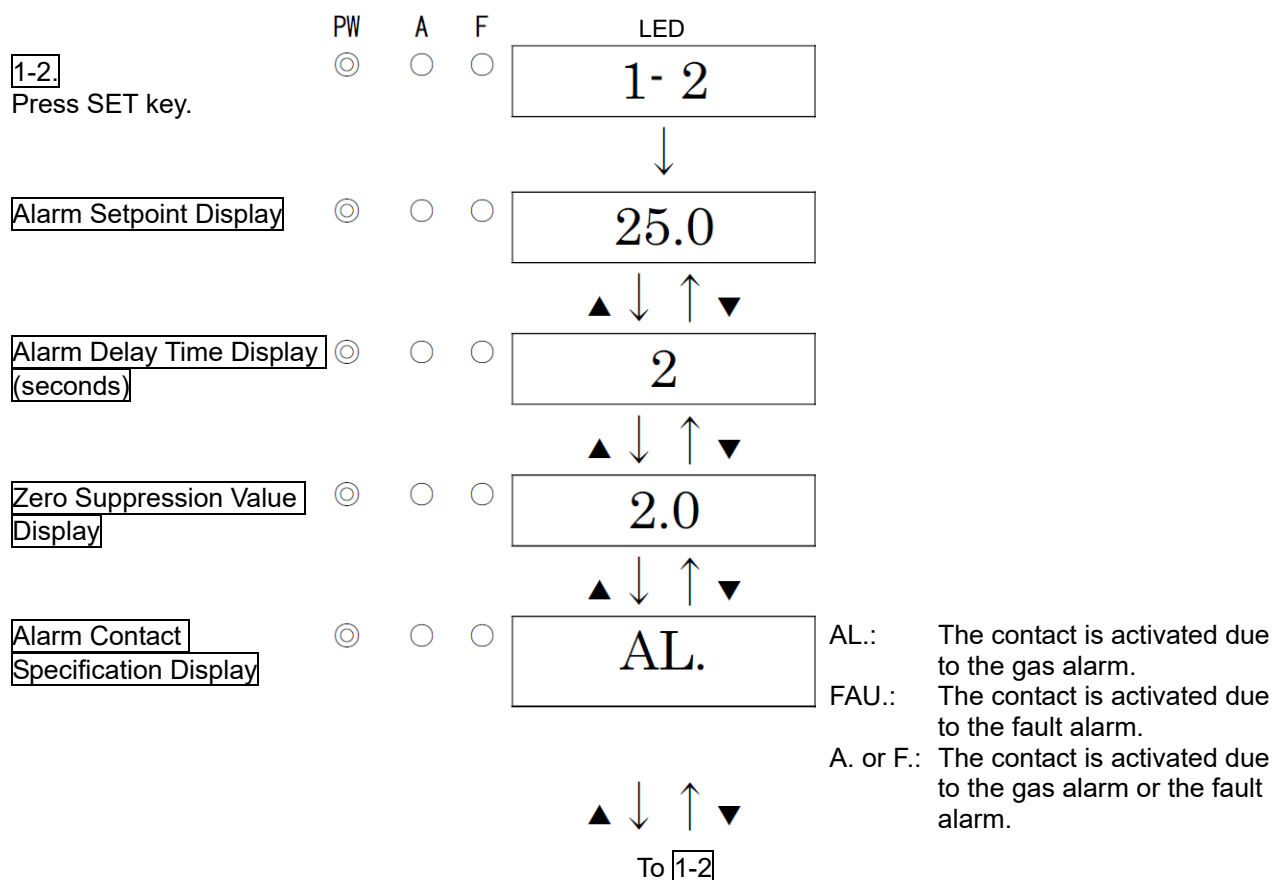 PW A F LED
1-2.
Press SET key.
1- 2
↓
Alarm Setpoint Display
25.0
▲ ↓ ↑ ▼
Alarm Delay Time Display
(seconds)
2
▲ ↓ ↑ ▼
Zero Suppression Value
Display
2.0
▲ ↓ ↑ ▼
Alarm Contact
Specification Display
AL.
AL.: The contact is activated due
to the gas alarm.
FAU.: The contact is activated due
to the fault alarm.
A. or F.: The contact is activated due
to the gas alarm or the fault
alarm.
▲ ↓ ↑ ▼
To 1-2